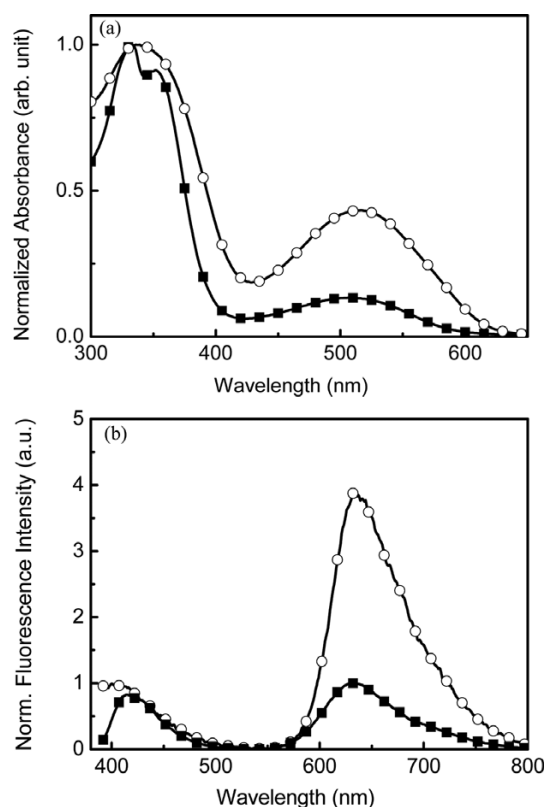 (a)
Normalized Absorbance (arb. unit)
1.0
0.5
0.0
300 400 500 600
Wavelength (nm)
(b)
Norm. Fluorescence Intensity (a.u.)
5
4
3
2
1
0
400 500 600 700 800
Wavelength (nm)